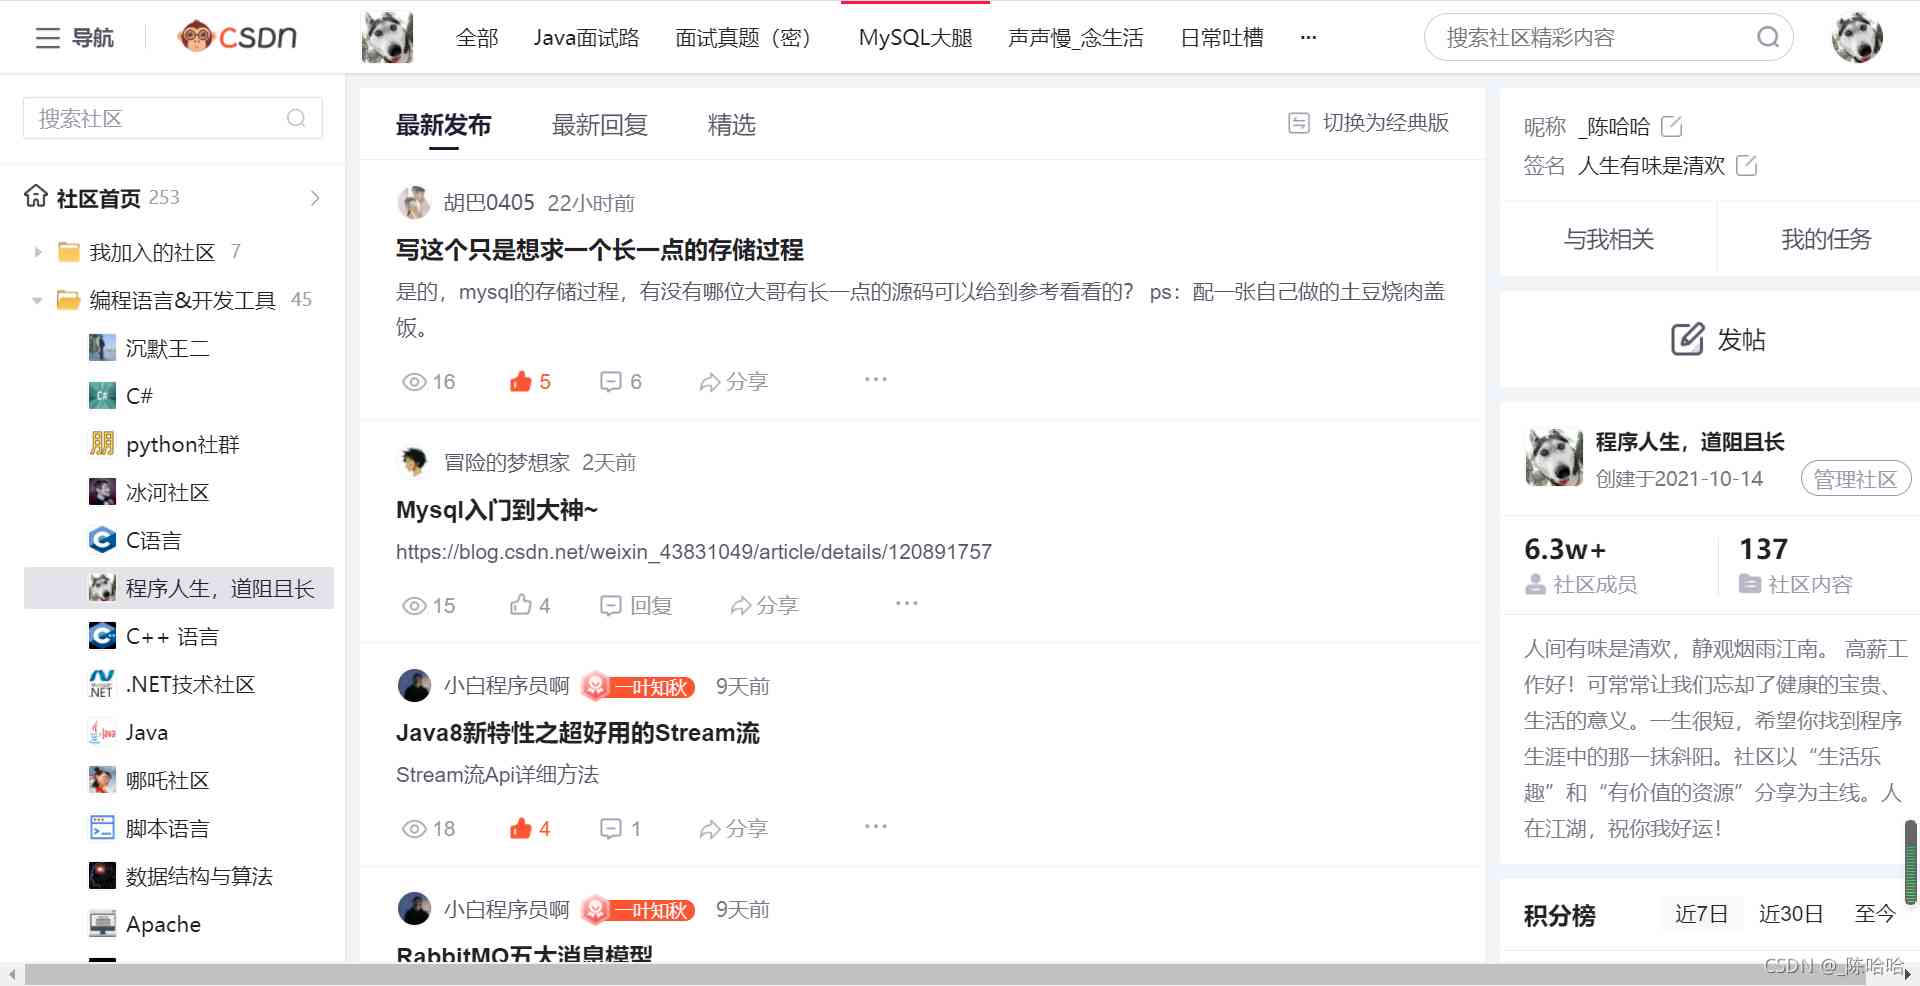 导航
CSDN
全部
Java面试路
面试真题（密）
MySQL大腿
声声慢_念生活
日常吐槽
···
搜索社区精彩内容
搜索社区
社区首页 253
我加入的社区 7
编程语言&开发工具 45
沉默王二
C#
python社群
冰河社区
C语言
程序人生，道阻且长
C++ 语言
.NET技术社区
Java
哪吒社区
脚本语言
数据结构与算法
Apache
最新发布
最新回复
精选
切换为经典版
胡巴0405 22小时前
写这个只是想求一个长一点的存储过程
是的，mysql的存储过程，有没有哪位大哥有长一点的源码可以给到参考看看的？ ps：配一张自己做的土豆烧肉盖
饭。
16 5 6 分享 ···
冒险的梦想家 2天前
Mysql入门到大神~
https://blog.csdn.net/weixin_43831049/article/details/120891757
15 4 回复 分享 ···
小白程序员啊 一叶知秋 9天前
Java8新特性之超好用的Stream流
Stream流Api详细方法
18 4 1 分享 ···
小白程序员啊 一叶知秋 9天前
RabbitMQ五大消息模型
昵称 _陈哈哈
签名 人生有味是清欢
与我相关
我的任务
发帖
程序人生，道阻且长
创建于2021-10-14
管理社区
6.3w+
社区成员
137
社区内容
人间有味是清欢，静观烟雨江南。 高薪工
作好！可常常让我们忘却了健康的宝贵、
生活的意义。一生很短，希望你找到程序
生涯中的那一抹斜阳。社区以“生活乐
趣”和“有价值的资源”分享为主线。人
在江湖，祝你我好运！
积分榜
近7日
近30日
至今
CSDN @_陈哈哈